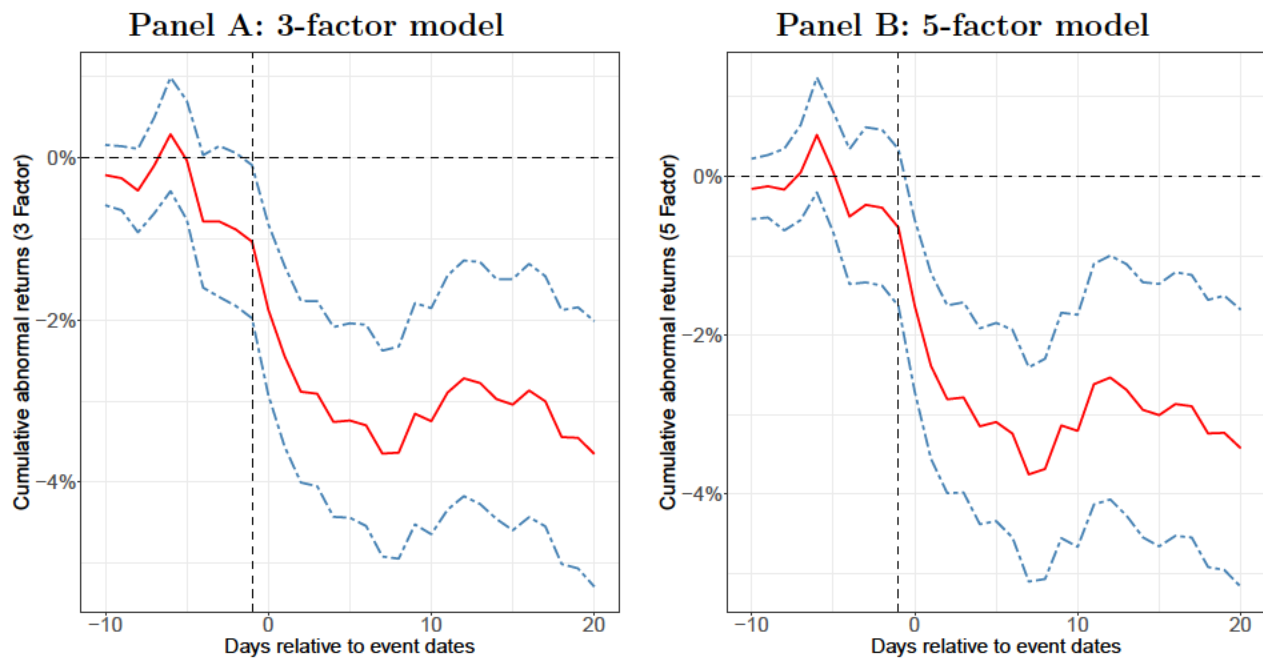 Panel A: 3-factor model
Cumulative abnormal returns (3 Factor)
0%
−2%
−4%
−10
0
10
20
Days relative to event dates
Panel B: 5-factor model
Cumulative abnormal returns (5 Factor)
0%
−2%
−4%
−10
0
10
20
Days relative to event dates